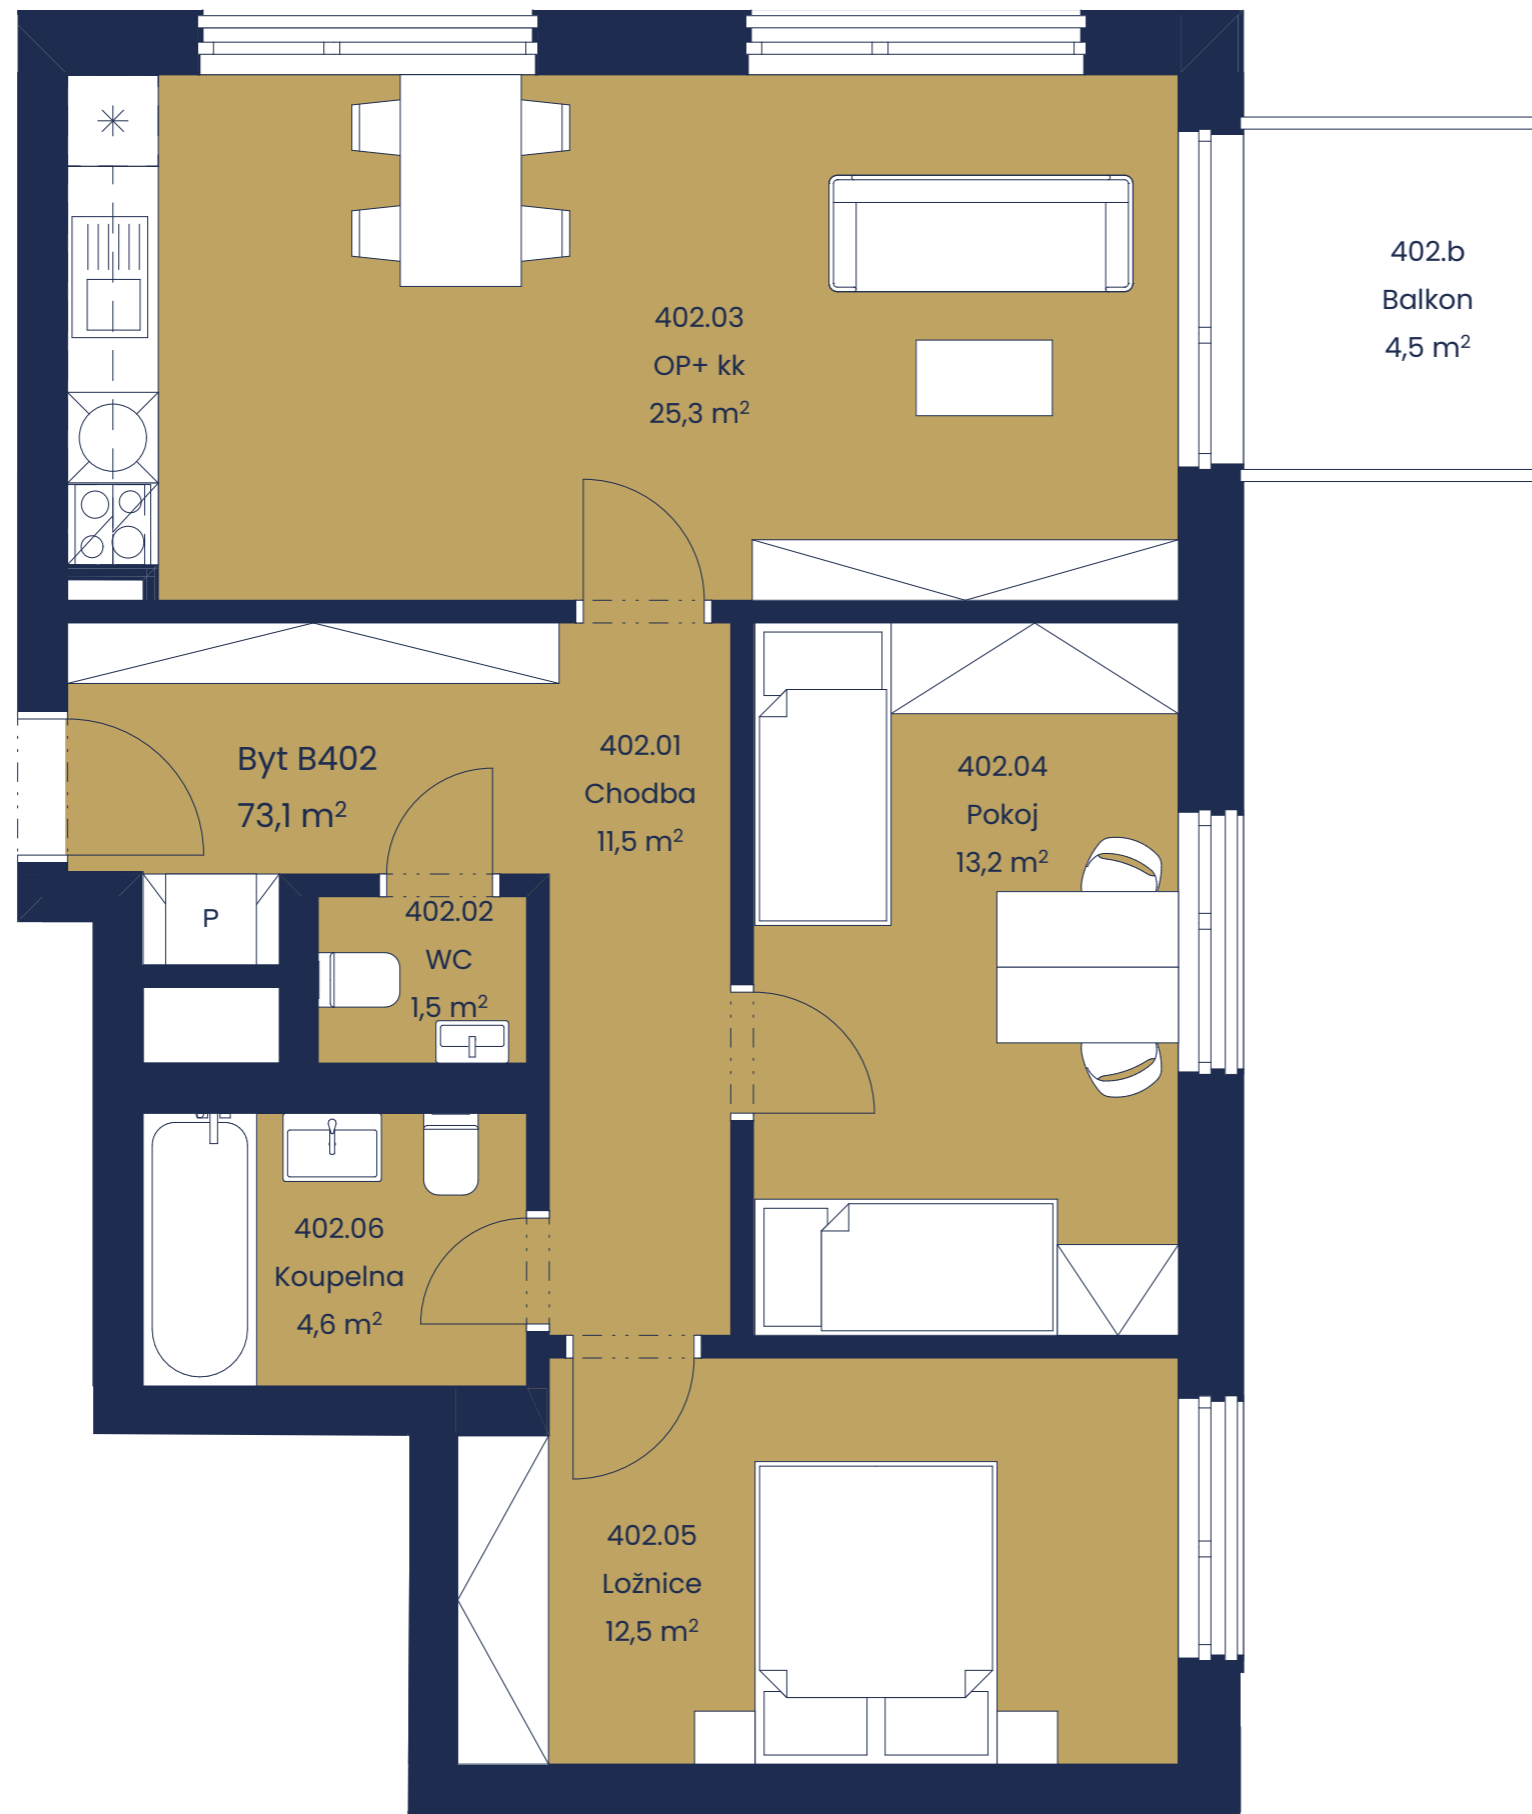 402.b
Balkon
4,5 m²
402.03
OP+ kk
25,3 m²
Byt B402
73,1 m²
402.01
Chodba
11,5 m²
402.04
Pokoj
13,2 m²
P
402.02
WC
1,5 m²
402.06
Koupelna
4,6 m²
402.05
Ložnice
12,5 m²